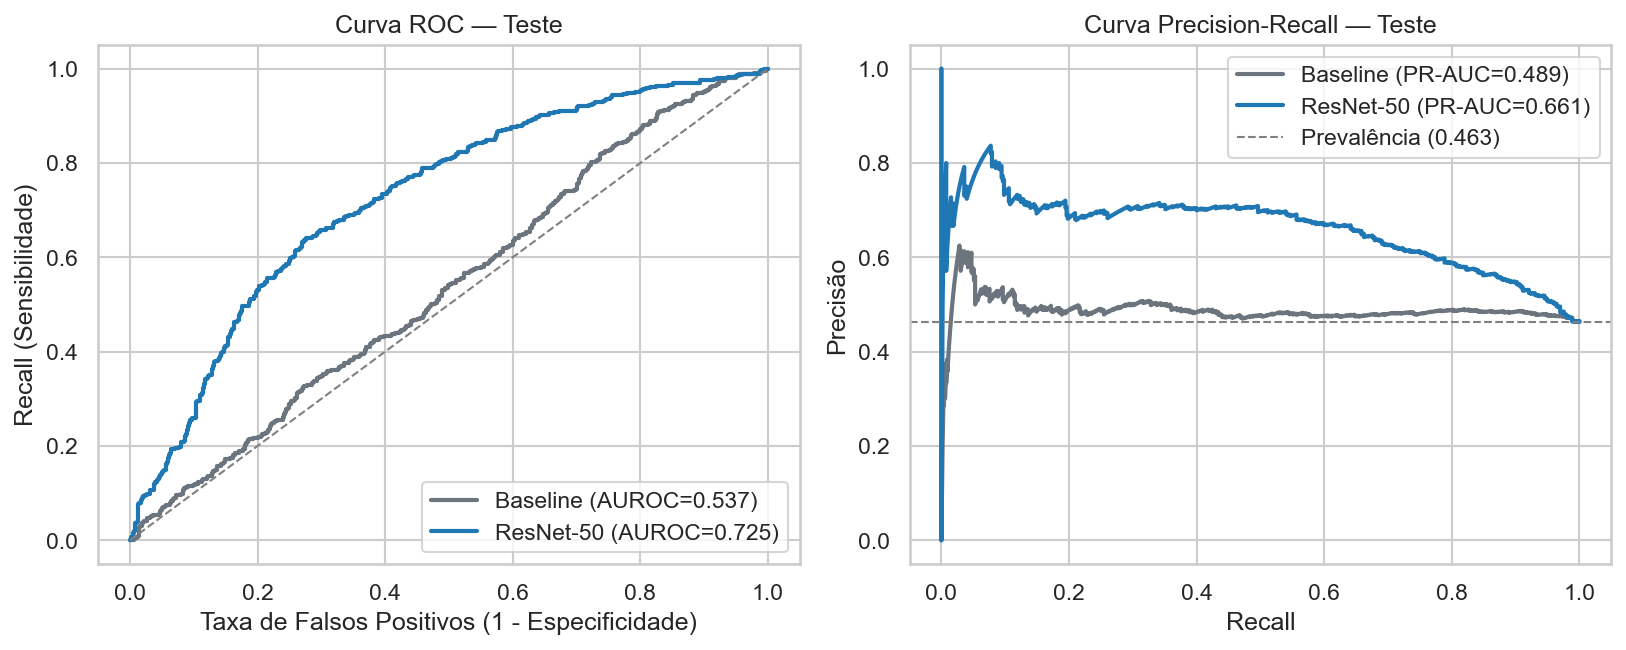 Curva ROC — Teste
Recall (Sensibilidade)
1.0
0.8
0.6
0.4
0.2
0.0
Baseline (AUROC=0.537)
ResNet-50 (AUROC=0.725)
0.0 0.2 0.4 0.6 0.8 1.0
Taxa de Falsos Positivos (1 - Especificidade)
Curva Precision-Recall — Teste
Precisão
1.0
0.8
0.6
0.4
0.2
0.0
Baseline (PR-AUC=0.489)
ResNet-50 (PR-AUC=0.661)
Prevalência (0.463)
0.0 0.2 0.4 0.6 0.8 1.0
Recall